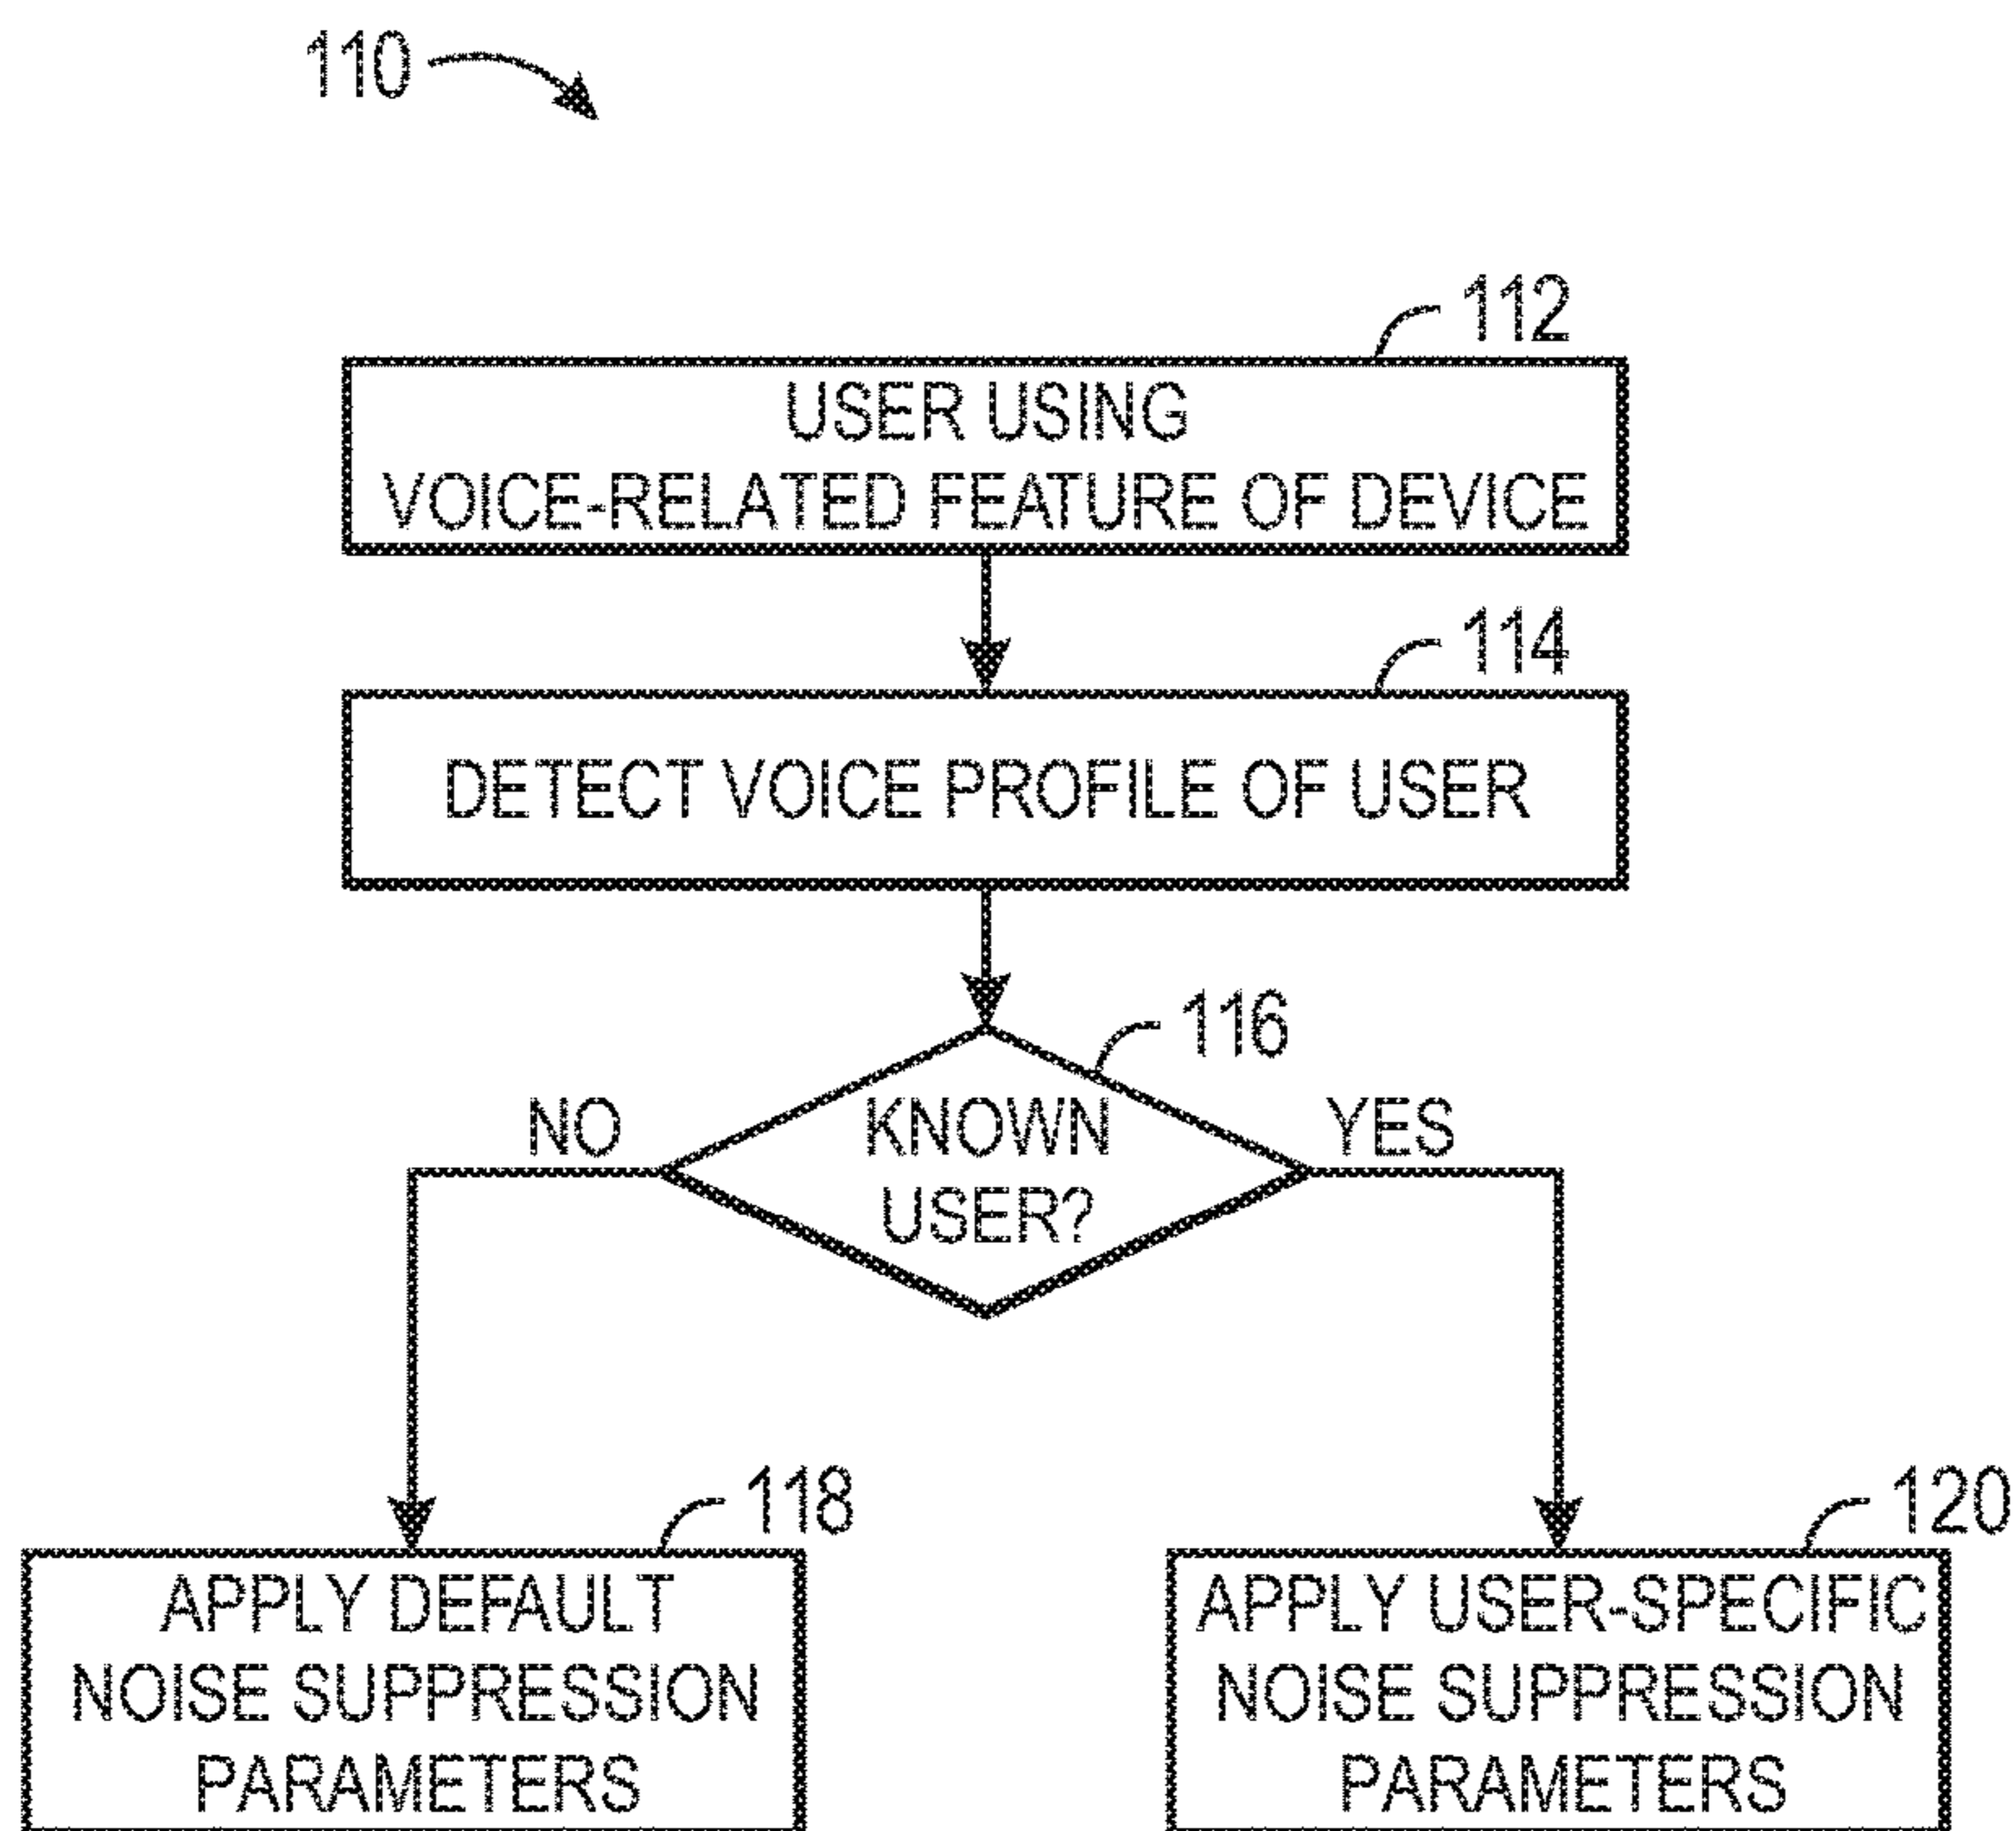 110
112
USER USING
VOICE-RELATED FEATURE OF DEVICE
114
DETECT VOICE PROFILE OF USER
116
NO
KNOWN
USER?
YES
118
APPLY DEFAULT
NOISE SUPPRESSION
PARAMETERS
120
APPLY USER-SPECIFIC
NOISE SUPPRESSION
PARAMETERS